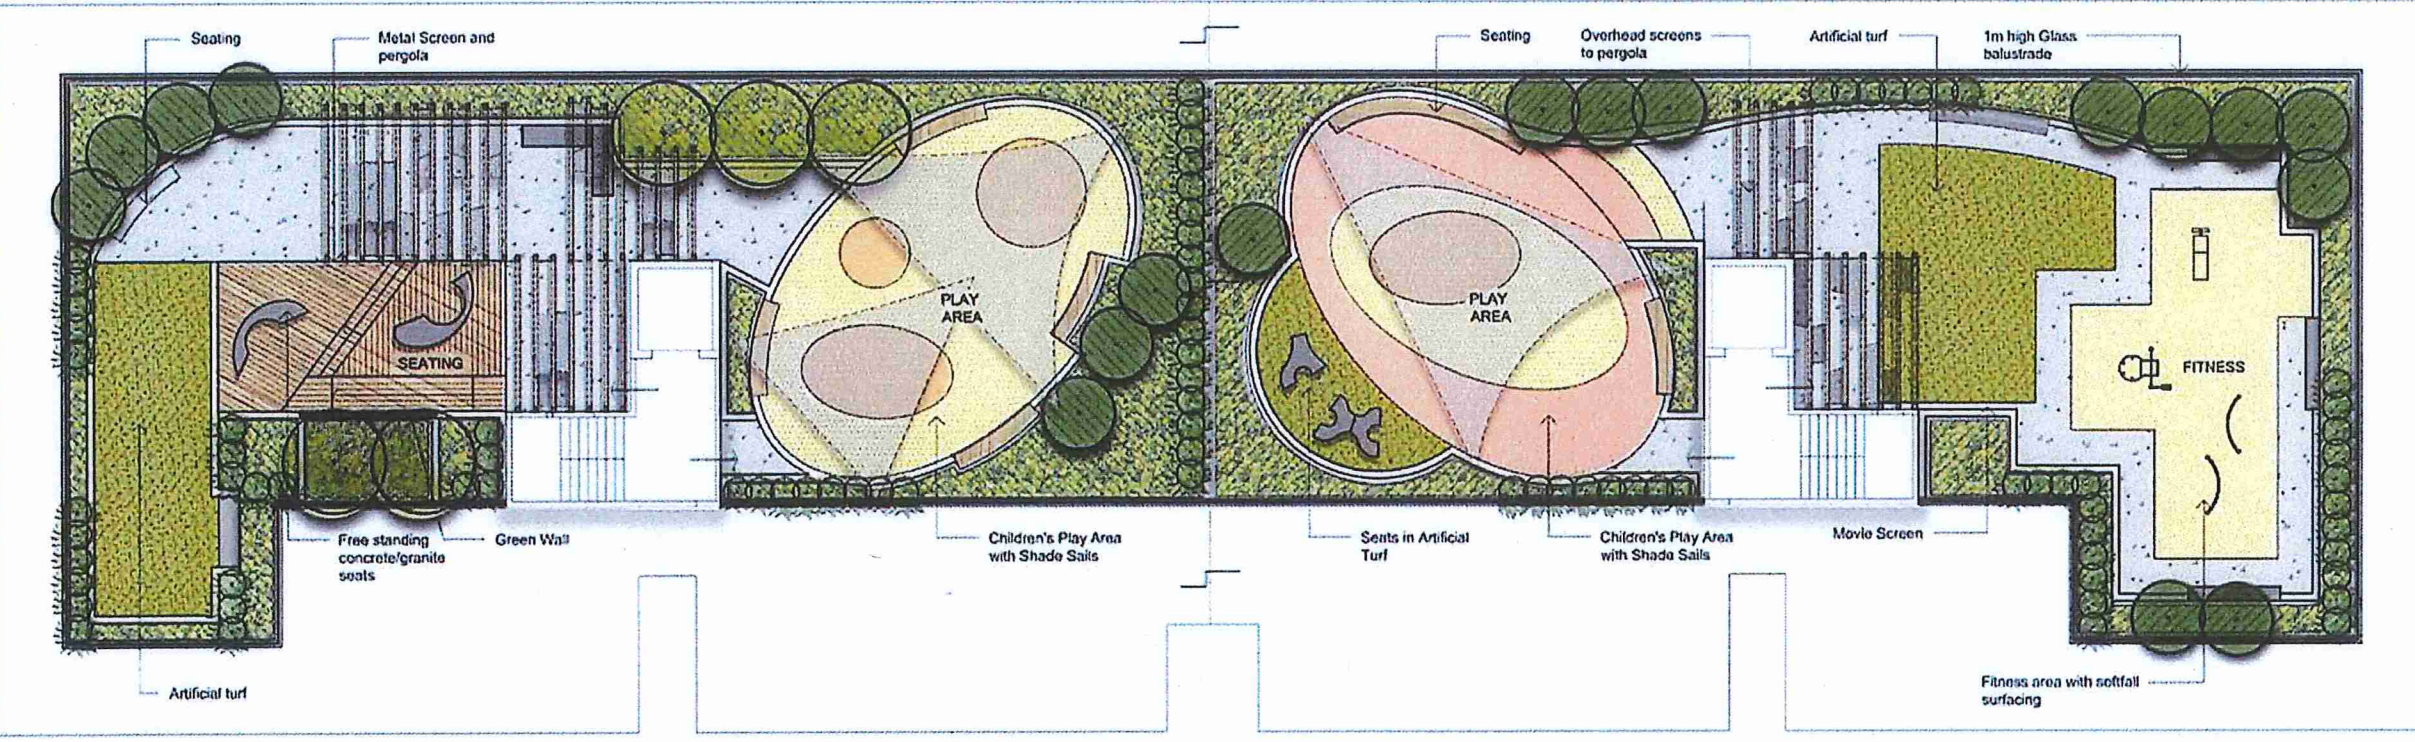 Seating
Metal Screen and
pergola
Seating
Overhead screens
to pergola
Artificial turf
1m high Glass
balustrade
PLAY
AREA
PLAY
AREA
SEATING
FITNESS
Free standing
concrete/granite
seats
Green Wall
Children's Play Area
with Shade Sails
Seats in Artificial
Turf
Children's Play Area
with Shade Sails
Movie Screen
Artificial turf
Fitness area with softfall
surfacing